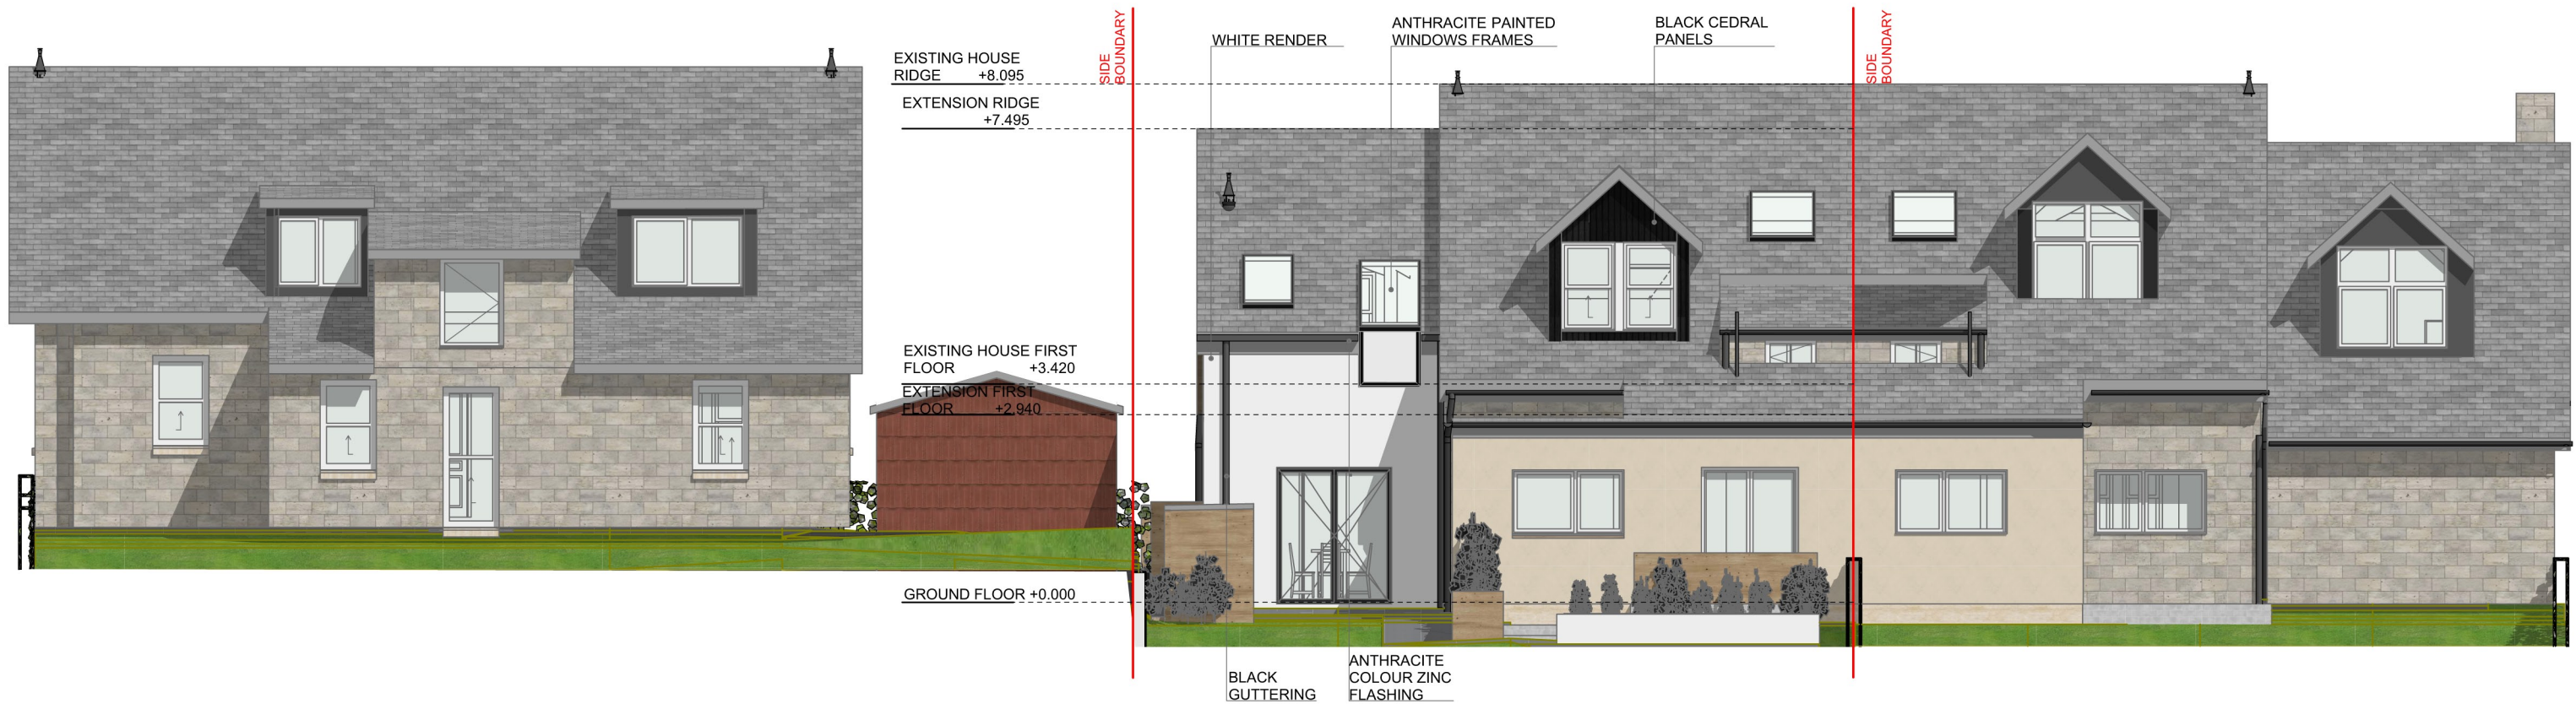 SIDE
BOUNDARY
WHITE RENDER
ANTHRACITE PAINTED
WINDOWS FRAMES
BLACK CEDRAL
PANELS
SIDE
BOUNDARY
EXISTING HOUSE
RIDGE +8.095
EXTENSION RIDGE
+7.495
EXISTING HOUSE FIRST
FLOOR +3.420
EXTENSION FIRST
FLOOR +2.940
GROUND FLOOR +0.000
BLACK
GUTTERING
ANTHRACITE
COLOUR ZINC
FLASHING